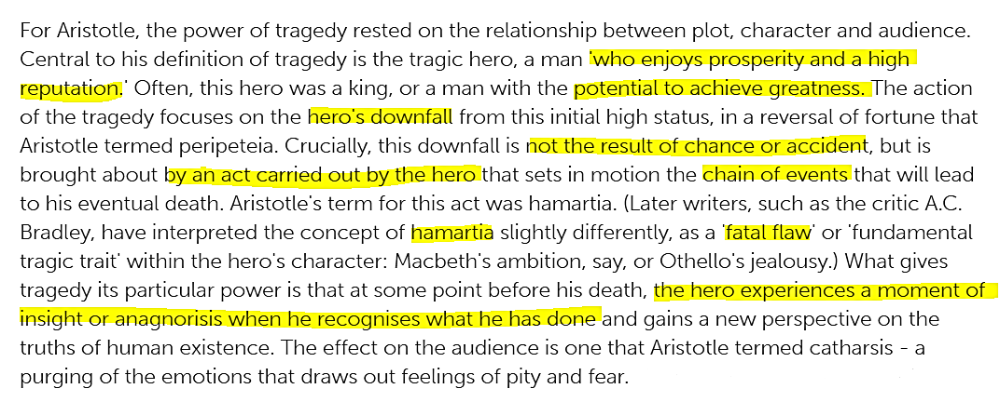 For Aristotle, the power of tragedy rested on the relationship between plot, character and audience.
Central to his definition of tragedy is the tragic hero, a man 'who enjoys prosperity and a high
reputation.' Often, this hero was a king, or a man with the potential to achieve greatness. The action
of the tragedy focuses on the hero's downfall from this initial high status, in a reversal of fortune that
Aristotle termed peripeteia. Crucially, this downfall is not the result of chance or accident, but is
brought about by an act carried out by the hero that sets in motion the chain of events that will lead
to his eventual death. Aristotle's term for this act was hamartia. (Later writers, such as the critic A.C.
Bradley, have interpreted the concept of hamartia slightly differently, as a 'fatal flaw' or 'fundamental
tragic trait' within the hero's character: Macbeth's ambition, say, or Othello's jealousy.) What gives
tragedy its particular power is that at some point before his death, the hero experiences a moment of
insight or anagnorisis when he recognises what he has done and gains a new perspective on the
truths of human existence. The effect on the audience is one that Aristotle termed catharsis - a
purging of the emotions that draws out feelings of pity and fear.